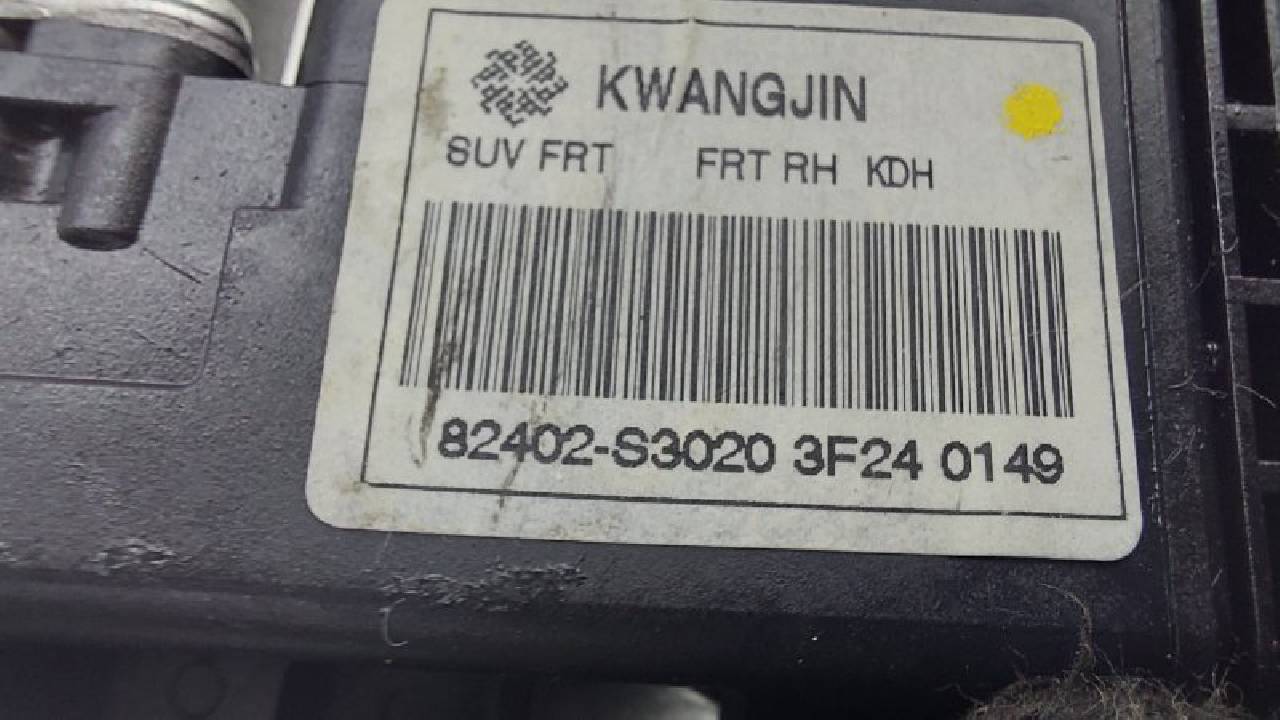 KWANGJIN
SUV FRT FRT RH KDH
82402-S3020 3F24 0149